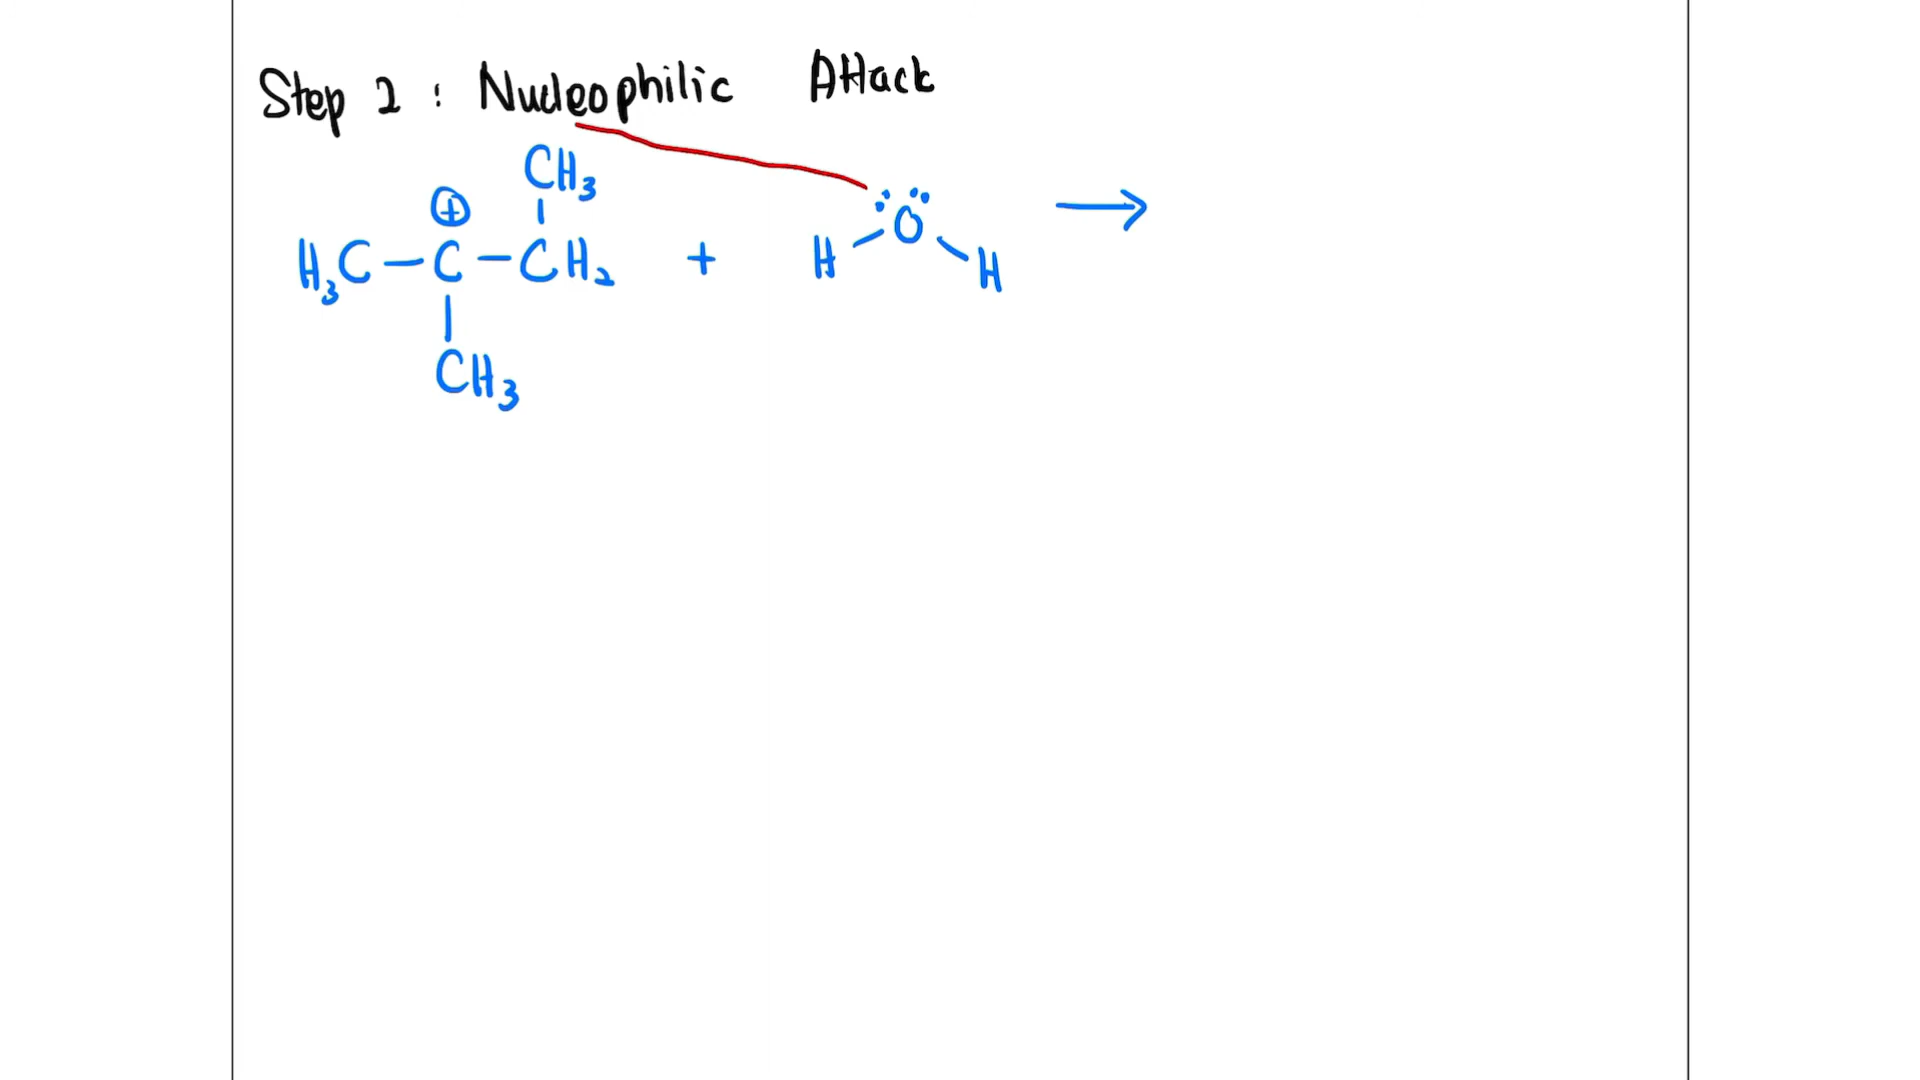 Step 2 : Nucleophilic Attack
CH3
⊕
H3C – C – CH2 + H – O – H →
CH3